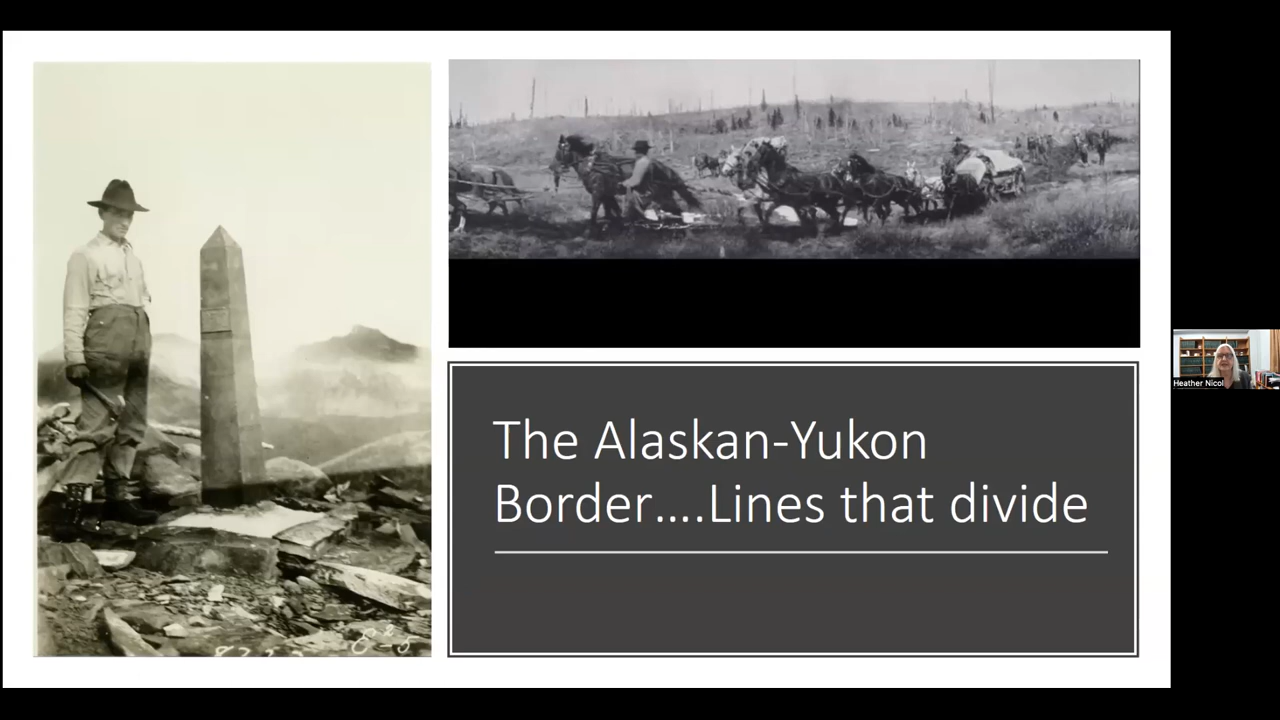 The Alaskan-Yukon
Border....Lines that divide
Heather Nicol